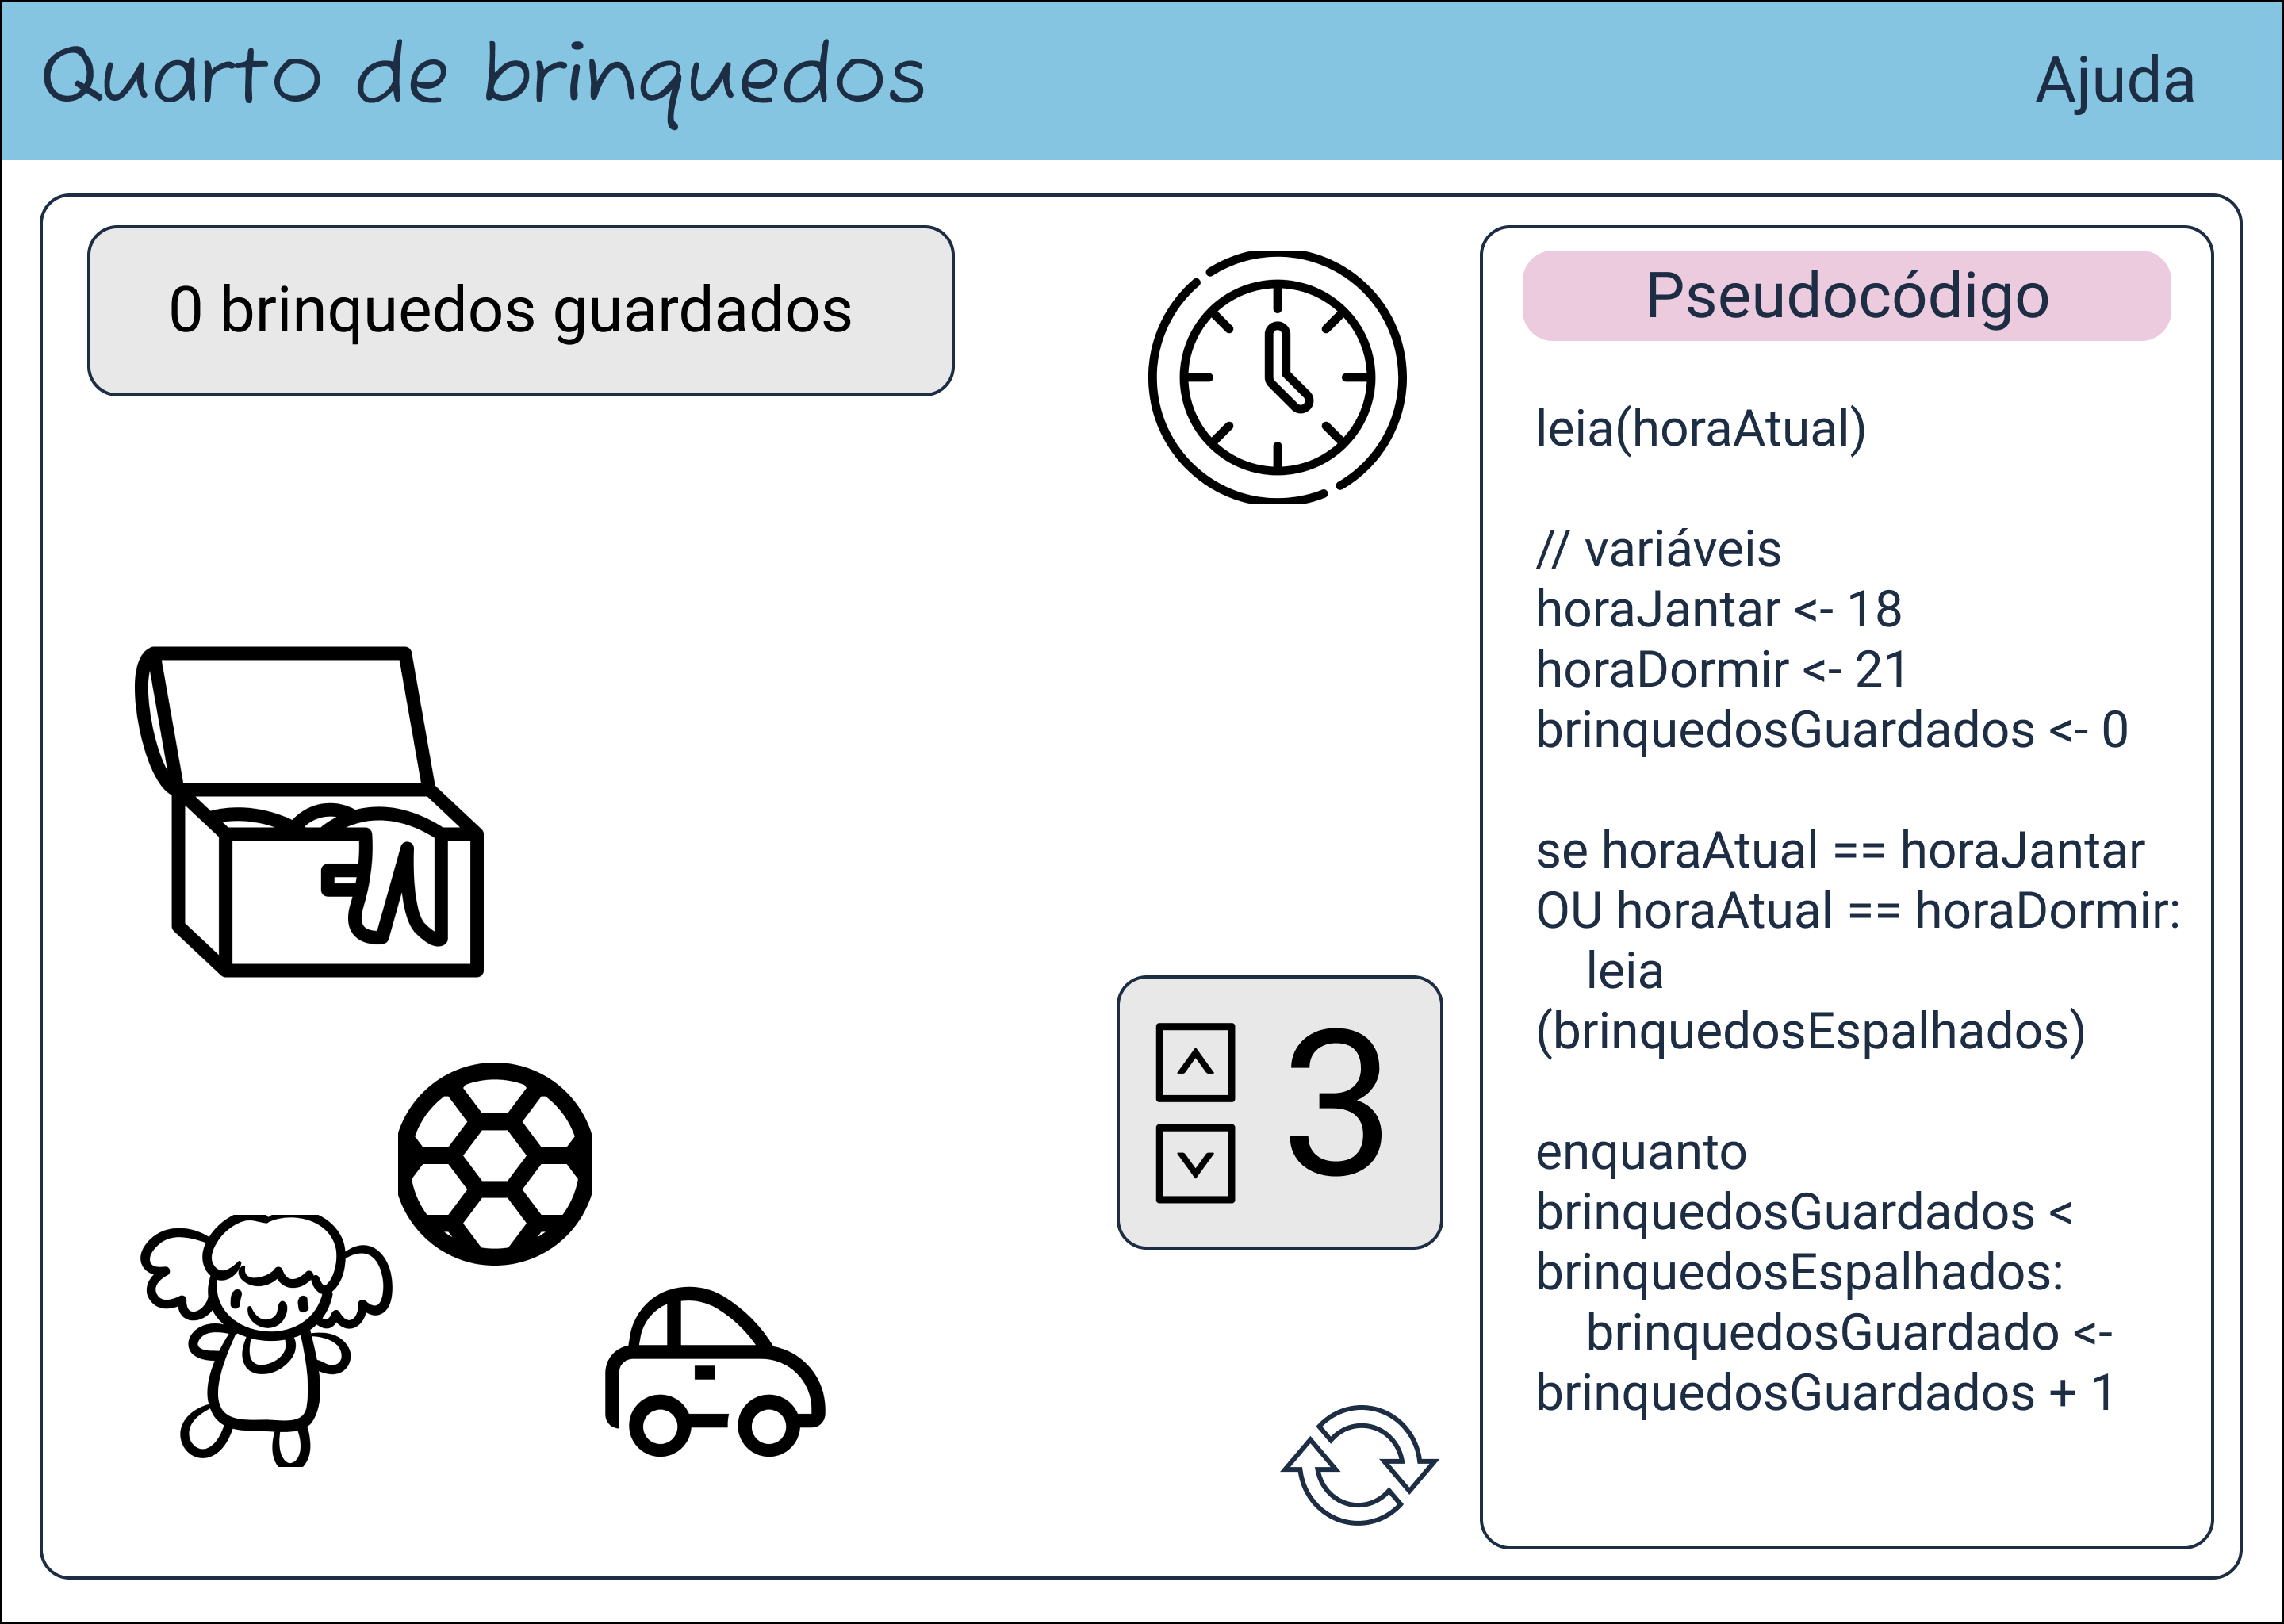 Quarto de brinquedos
Ajuda
0 brinquedos guardados
Pseudocódigo
leia(horaAtual)
// variáveis
horaJantar <- 18
horaDormir <- 21
brinquedosGuardados <- 0
se horaAtual == horaJantar
OU horaAtual == horaDormir:
leia
(brinquedosEspalhados)
enquanto
brinquedosGuardados <
brinquedosEspalhados:
brinquedosGuardado <-
brinquedosGuardados + 1
3